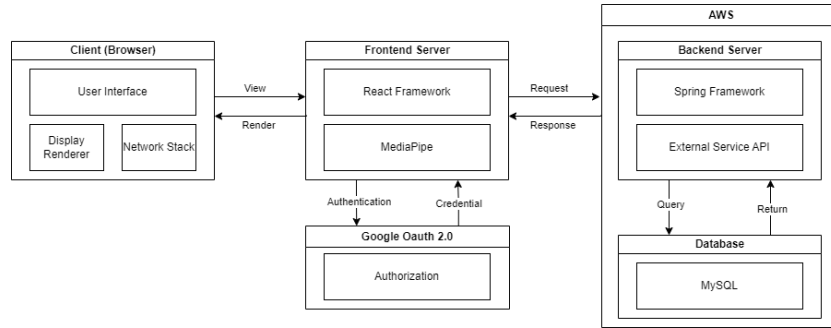 AWS
Client (Browser)
Frontend Server
Backend Server
User Interface
View
React Framework
Request
Spring Framework
Render
Response
Display
Renderer
Network Stack
MediaPipe
External Service API
Authentication
Credential
Query
Return
Google Oauth 2.0
Database
Authorization
MySQL